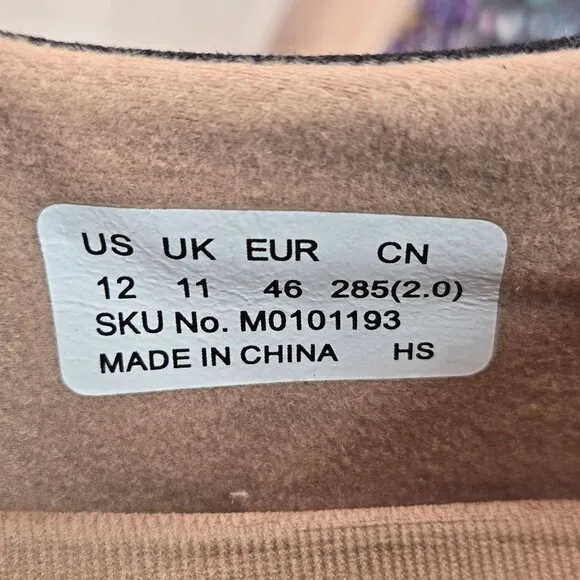 US UK EUR CN
12 11 46 285(2.0)
SKU No. M0101193
MADE IN CHINA HS